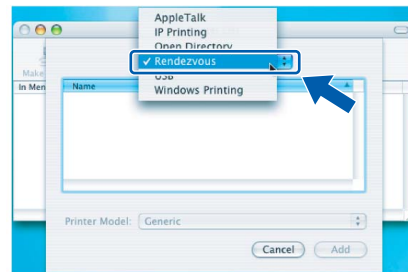 AppleTalk
IP Printing
Open Directory
✓ Rendezvous
USB
Windows Printing
Make
In Men
Name
Printer Model:
Generic
Cancel
Add